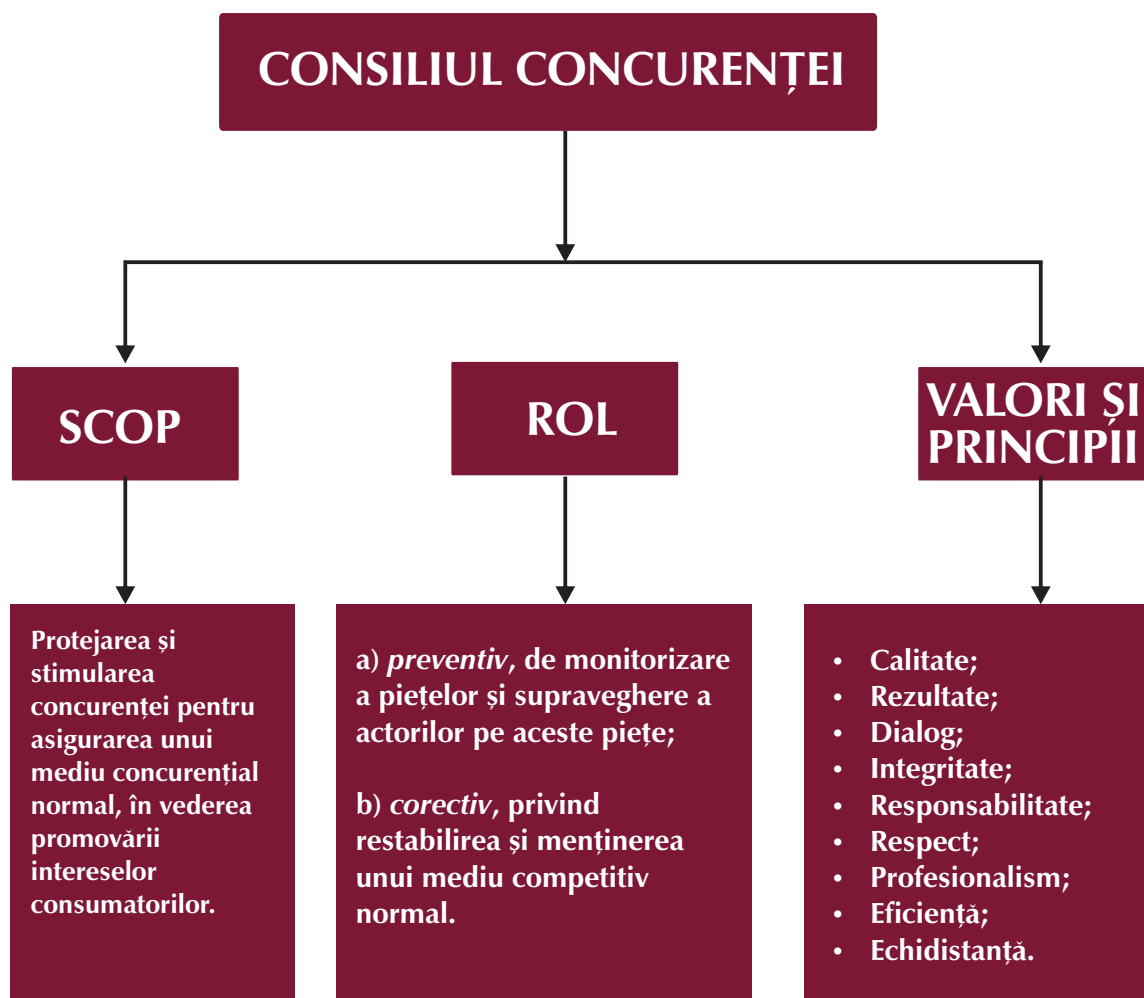 CONSILIUL CONCURENȚEI
SCOP
Protejarea și
stimularea
concurenței pentru
asigurarea unui
mediu concurențial
normal, în vederea
promovării
intereselor
consumatorilor.
ROL
a) preventiv, de monitorizare
a piețelor și supraveghere a
actorilor pe aceste piețe;
b) corectiv, privind
restabilirea și menținerea
unui mediu competitiv
normal.
VALORI ȘI
PRINCIPII
• Calitate;
• Rezultate;
• Dialog;
• Integritate;
• Responsabilitate;
• Respect;
• Profesionalism;
• Eficiență;
• Echidistanță.